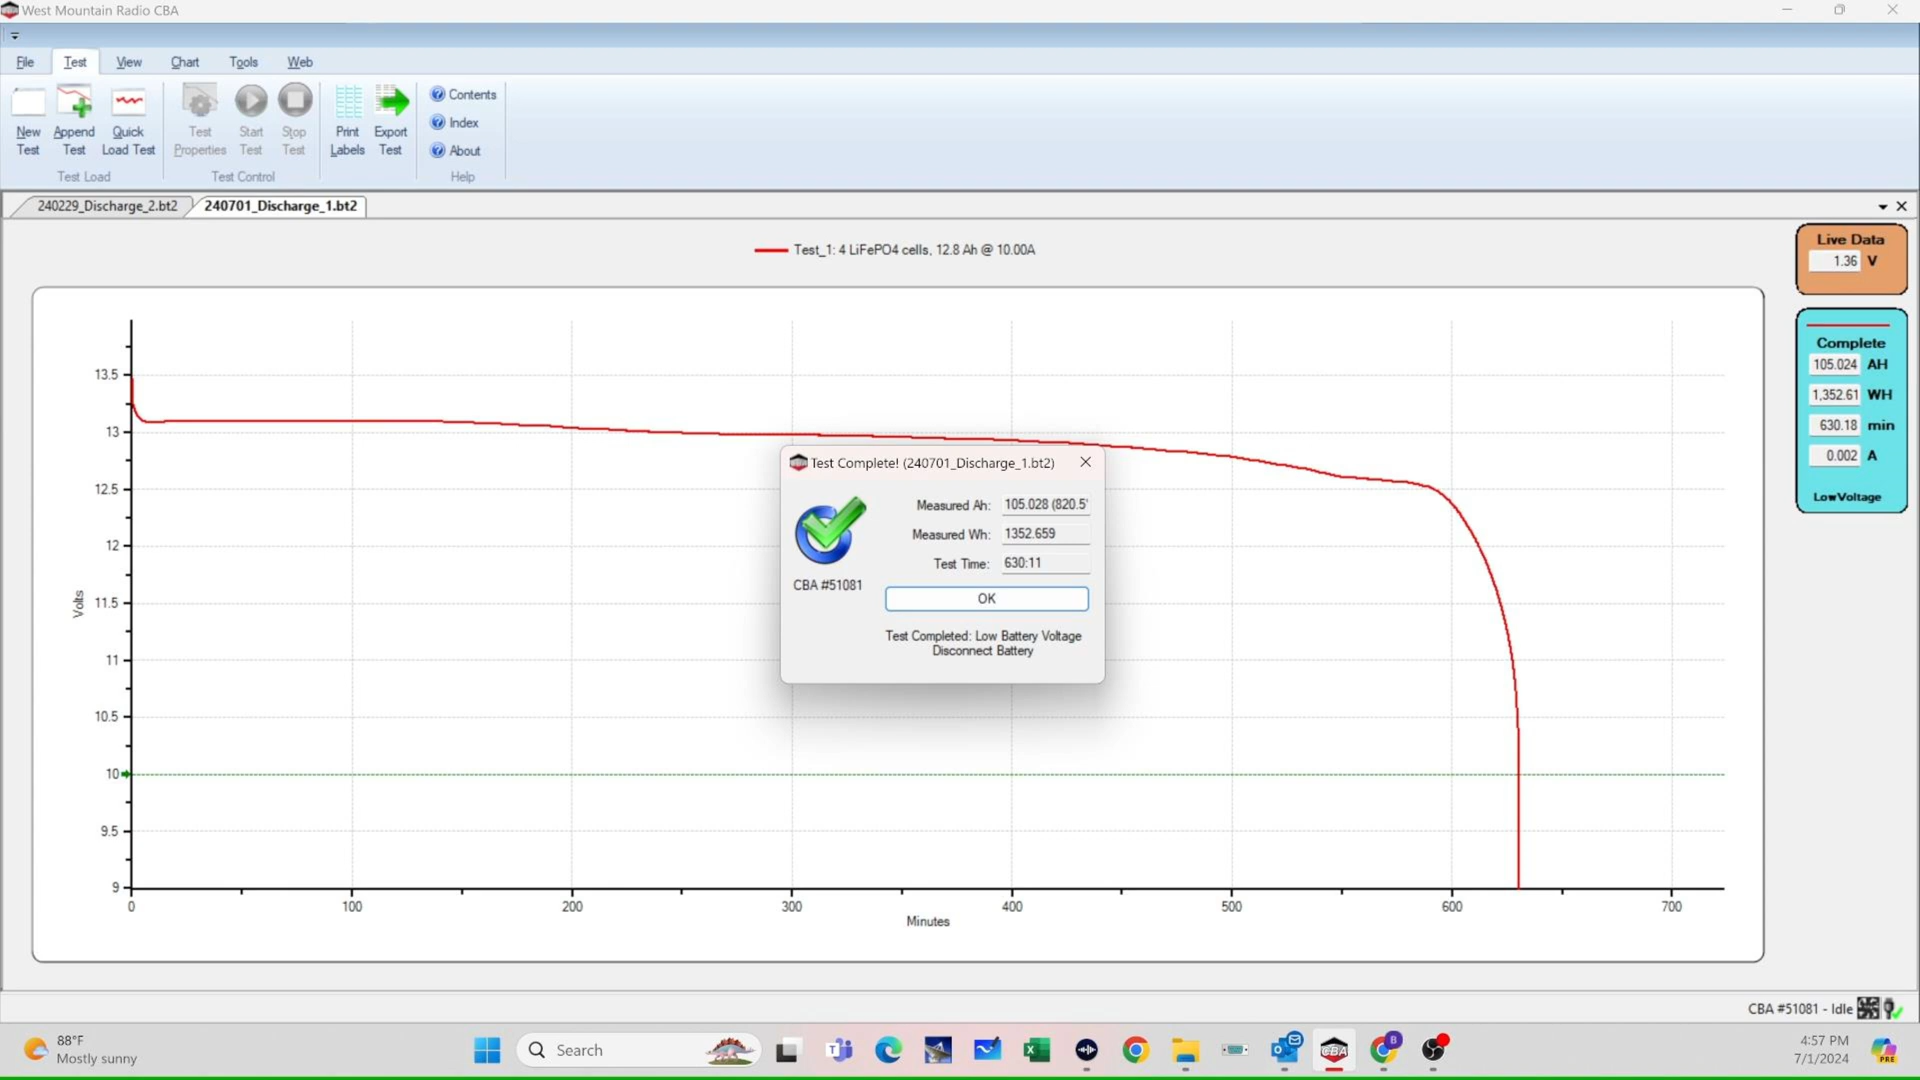 West Mountain Radio CBA
File Test View Chart Tools Web
New Test
Append Test
Quick Load Test
Test Load
Test Properties
Start Test
Stop Test
Test Control
Print Labels
Export Test
Contents
Index
About
Help
240229_Discharge_2.bt2
240701_Discharge_1.bt2
Test_1: 4 LiFePO4 cells, 12.8 Ah @ 10.00A
Live Data
1.36 V
Complete
105.024 AH
1,352.61 WH
630.18 min
0.002 A
Low Voltage
Volts
13.5
13
12.5
12
11.5
11
10.5
10
9.5
9
0 100 200 300 400 500 600 700
Minutes
Test Complete! (240701_Discharge_1.bt2)
Measured Ah: 105.028 (820.5
Measured Wh: 1352.659
Test Time: 630:11
CBA #51081
OK
Test Completed: Low Battery Voltage
Disconnect Battery
CBA #51081 - Idle
88°F
Mostly sunny
Search
CBA
B
PRE
4:57 PM
7/1/2024